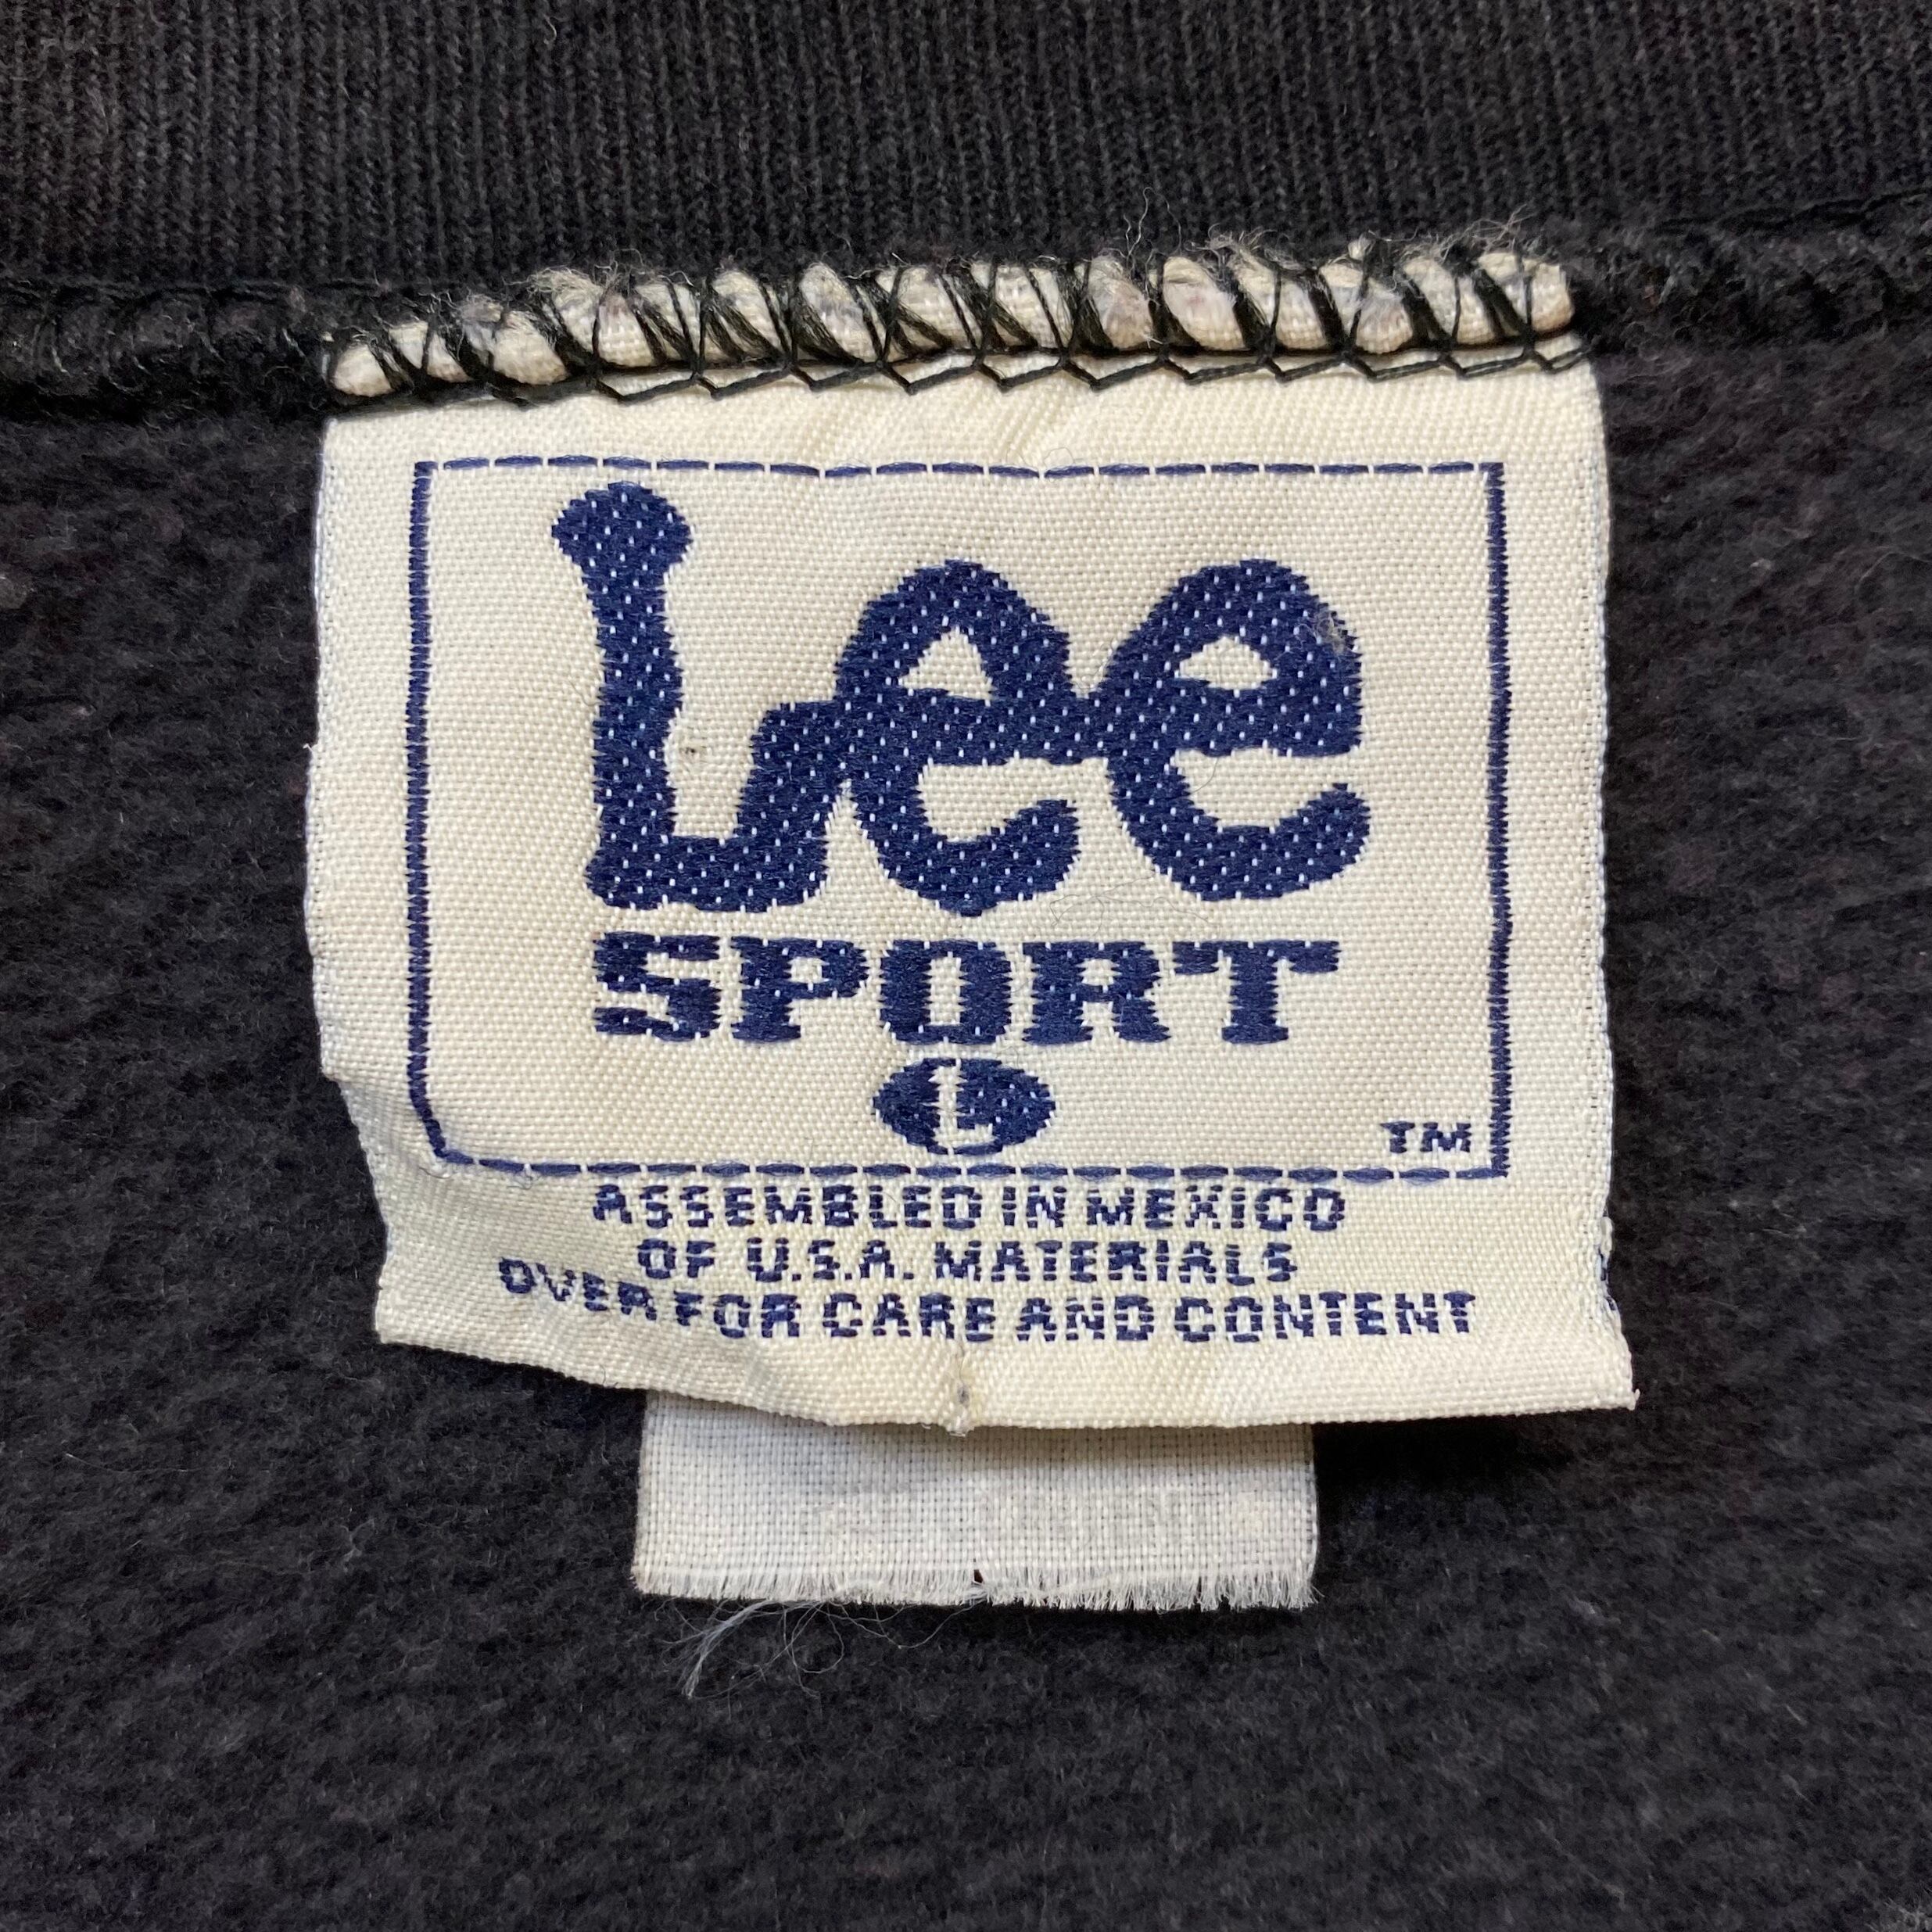 Lee
SPORT
L
TM
ASSEMBLED IN MEXICO
OF U.S.A. MATERIALS
OVER FOR CARE AND CONTENT